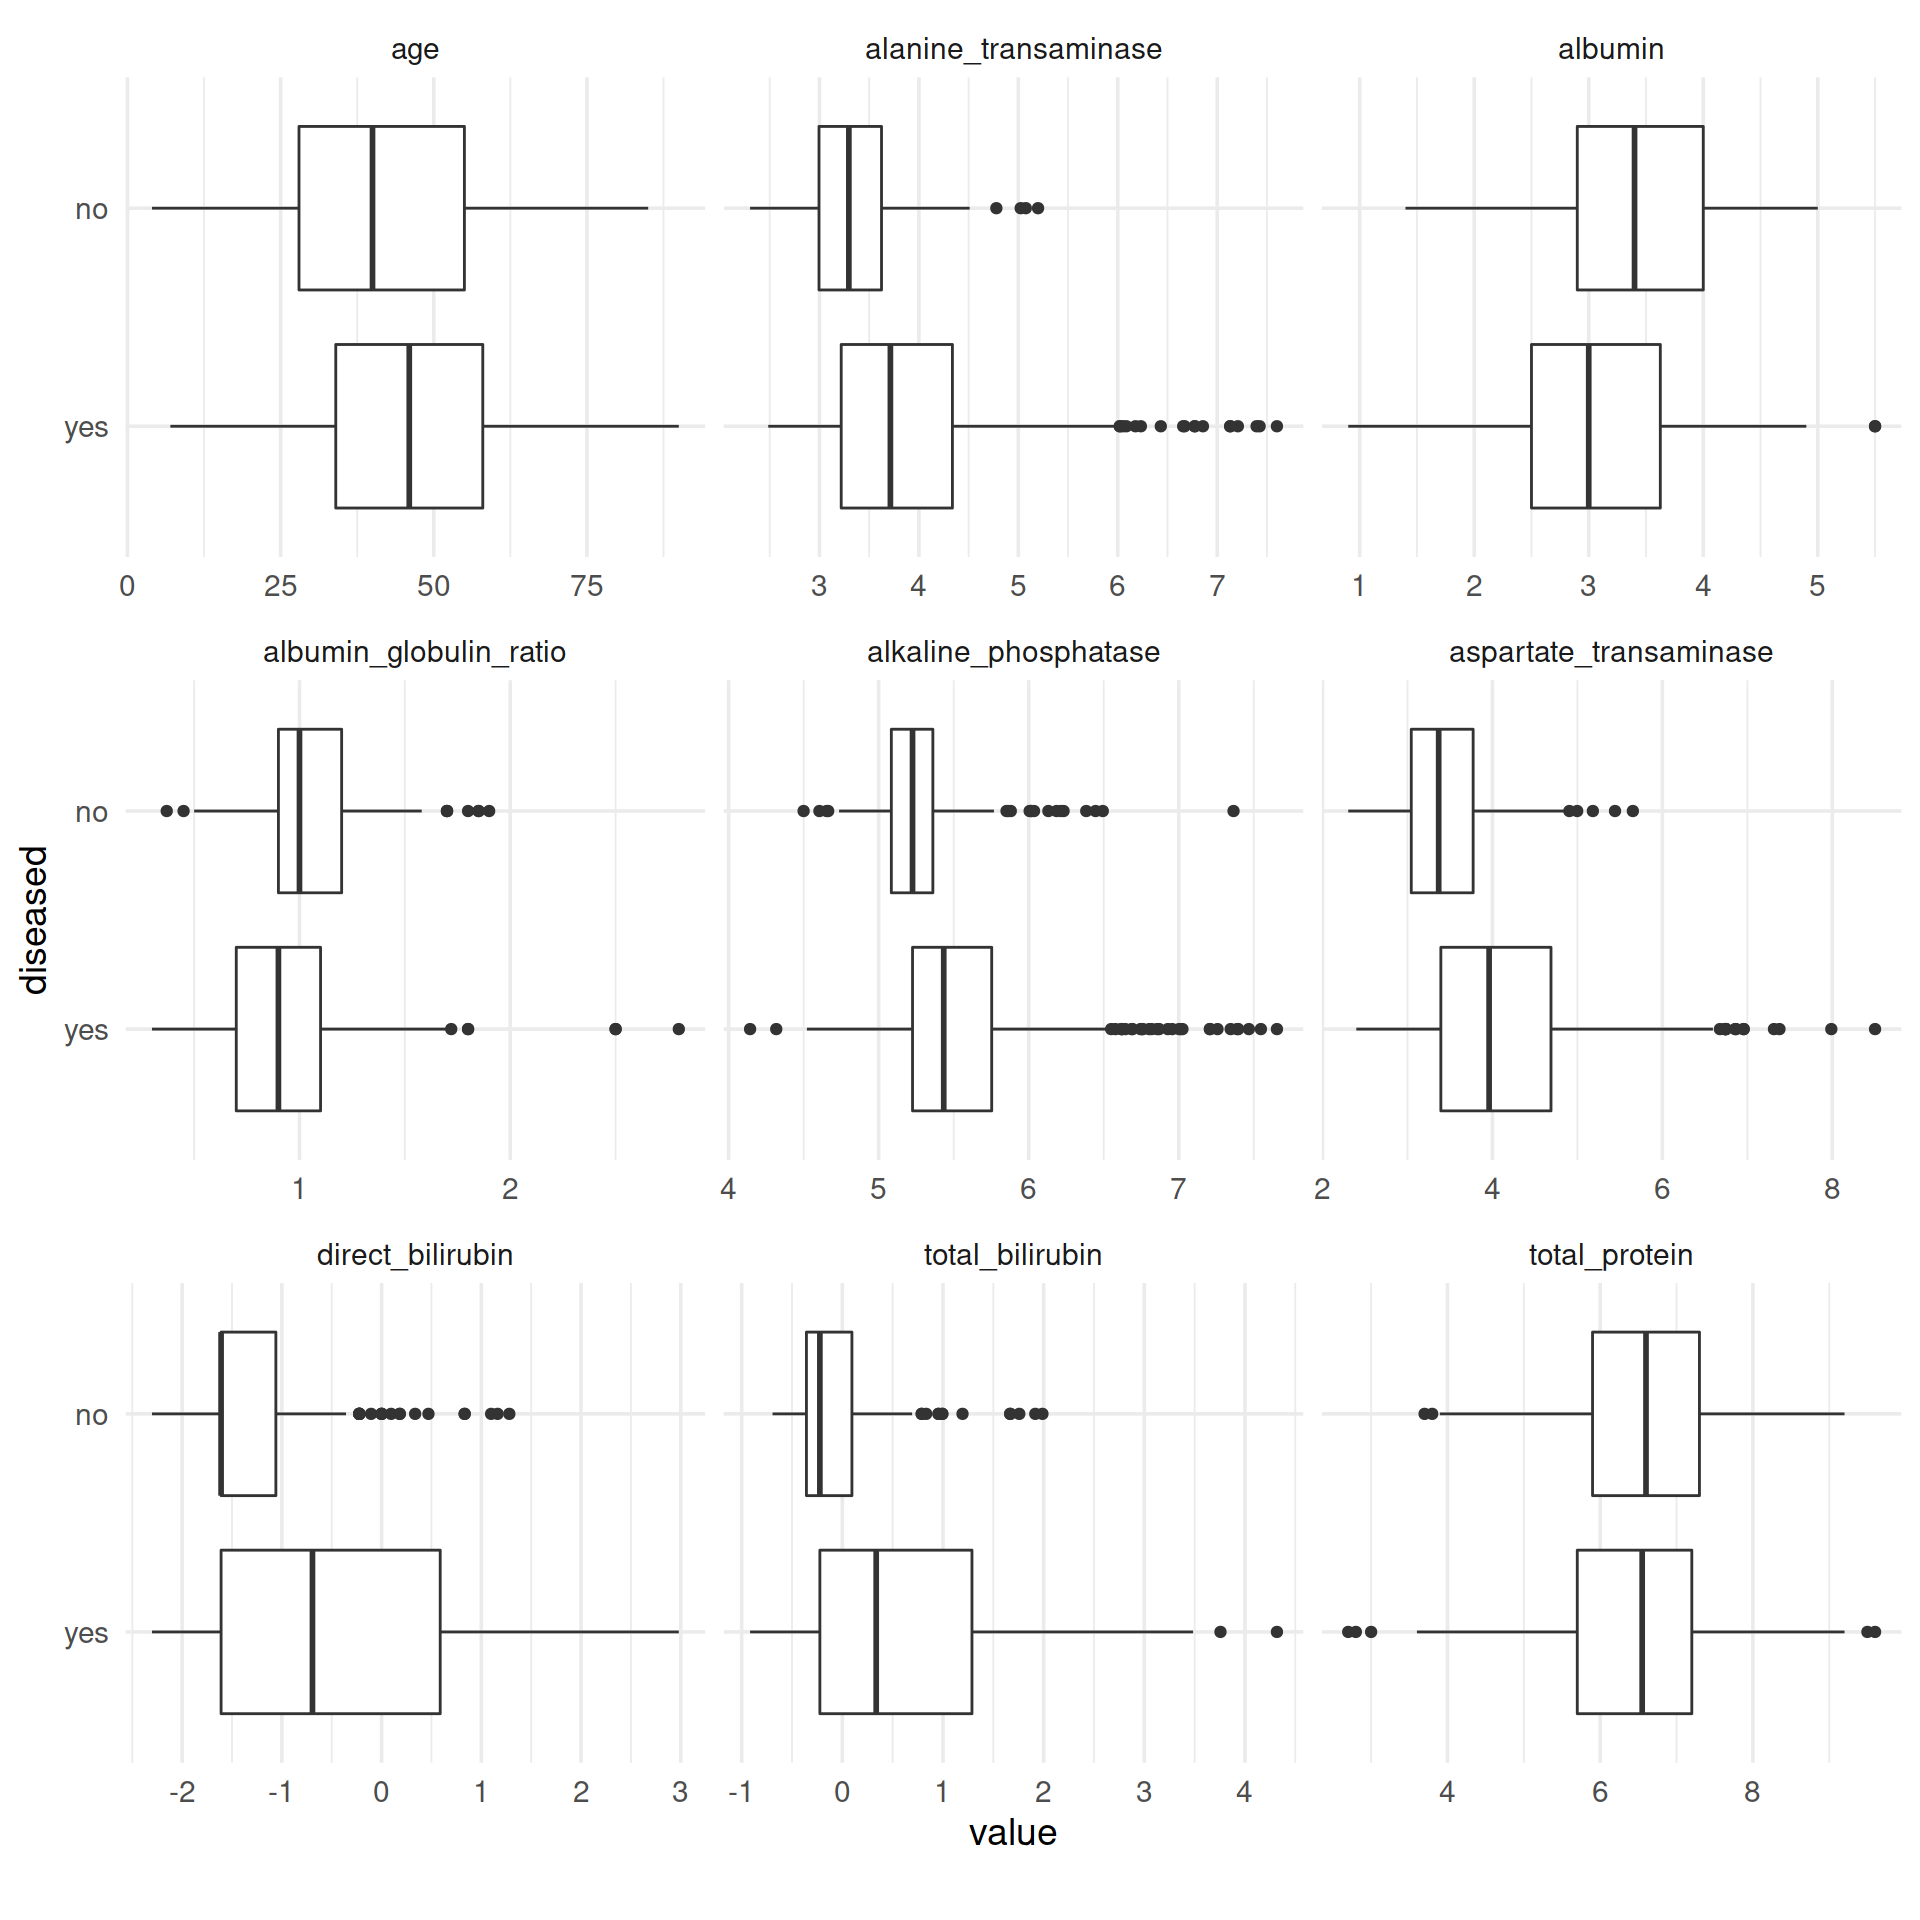 age alanine_transaminase albumin
no
yes
0 25 50 75 3 4 5 6 7 1 2 3 4 5
albumin_globulin_ratio alkaline_phosphatase aspartate_transaminase
no
yes
1 2 4 5 6 7 2 4 6 8
direct_bilirubin total_bilirubin total_protein
no
yes
-2 -1 0 1 2 3 -1 0 1 2 3 4 4 6 8
value
diseased